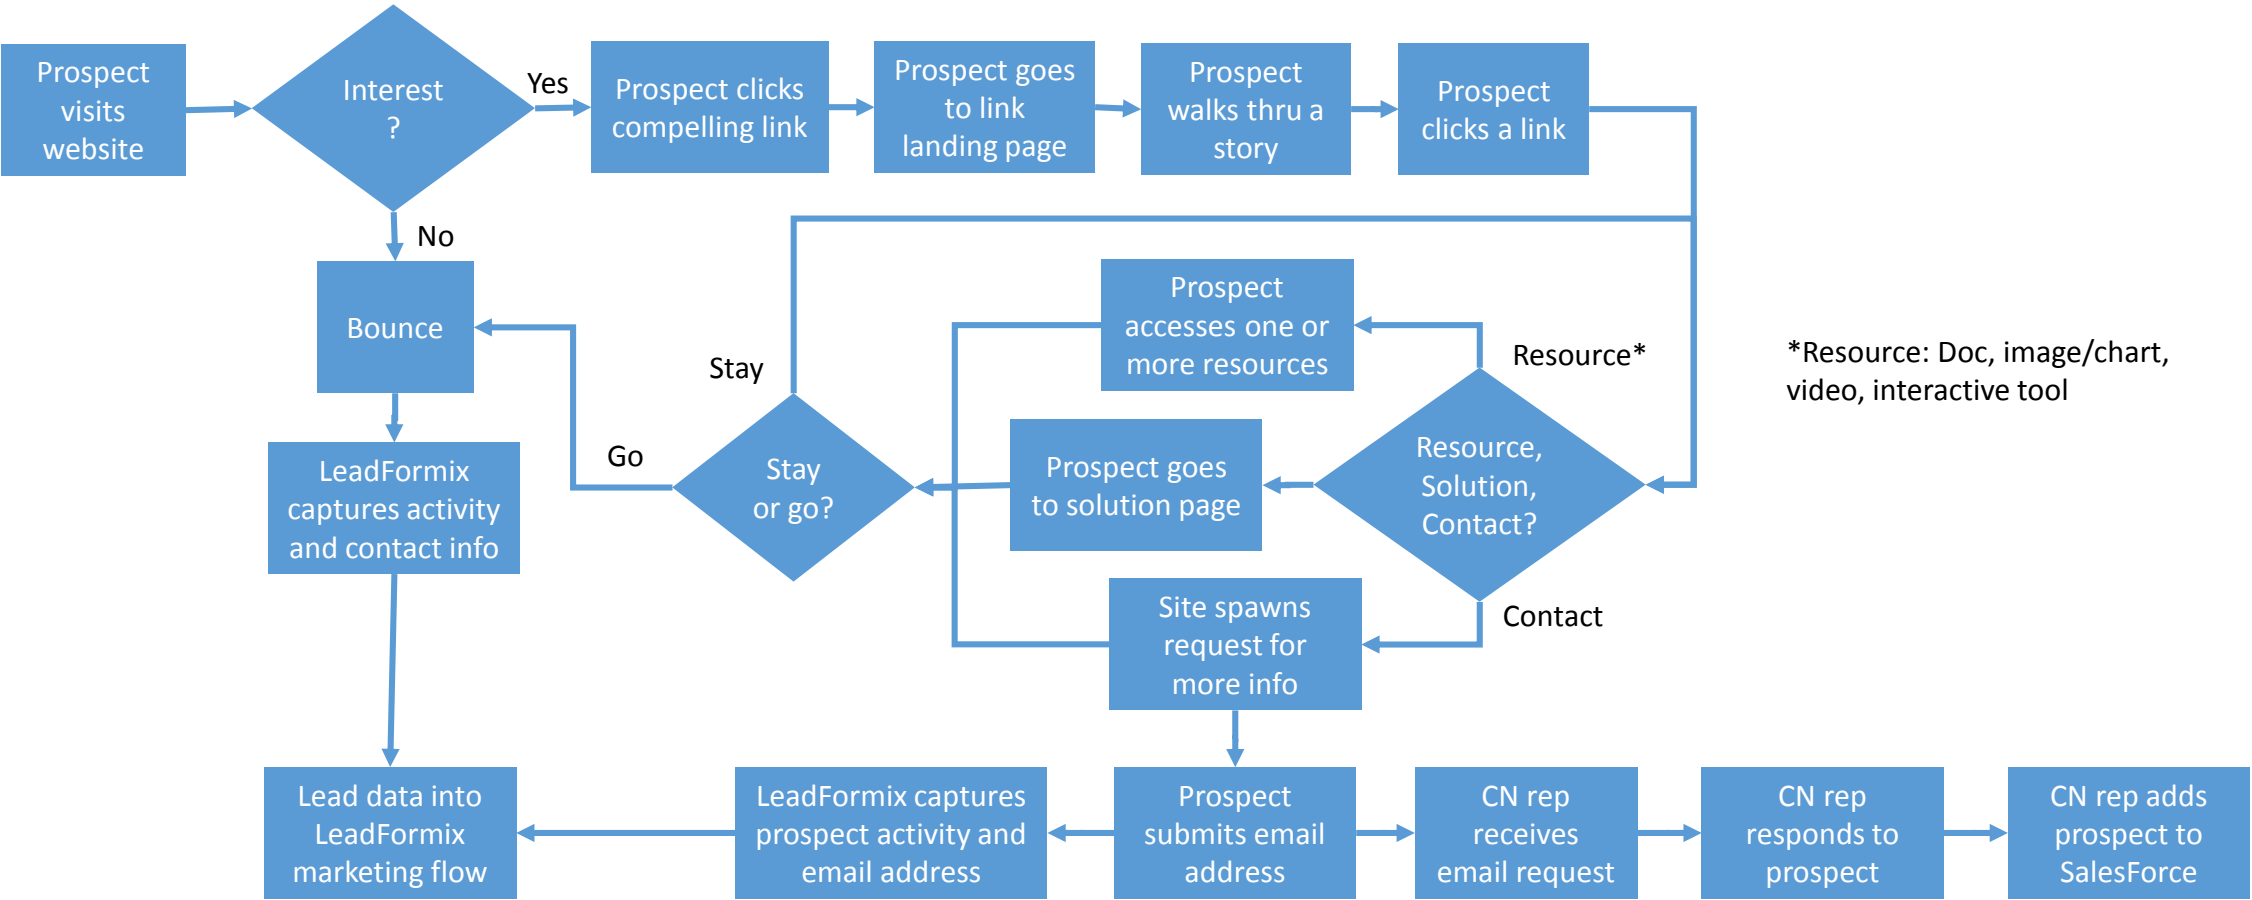 Prospect
visits
website
Interest
?
Yes
No
Prospect clicks
compelling link
Prospect goes
to link
landing page
Prospect
walks thru a
story
Prospect
clicks a link
Bounce
Stay
Go
Stay
or go?
Prospect
accesses one or
more resources
Resource*
*Resource: Doc, image/chart,
video, interactive tool
Prospect goes
to solution page
Resource,
Solution,
Contact?
LeadFormix
captures activity
and contact info
Site spawns
request for
more info
Contact
Lead data into
LeadFormix
marketing flow
LeadFormix captures
prospect activity and
email address
Prospect
submits email
address
CN rep
receives
email request
CN rep
responds to
prospect
CN rep adds
prospect to
SalesForce